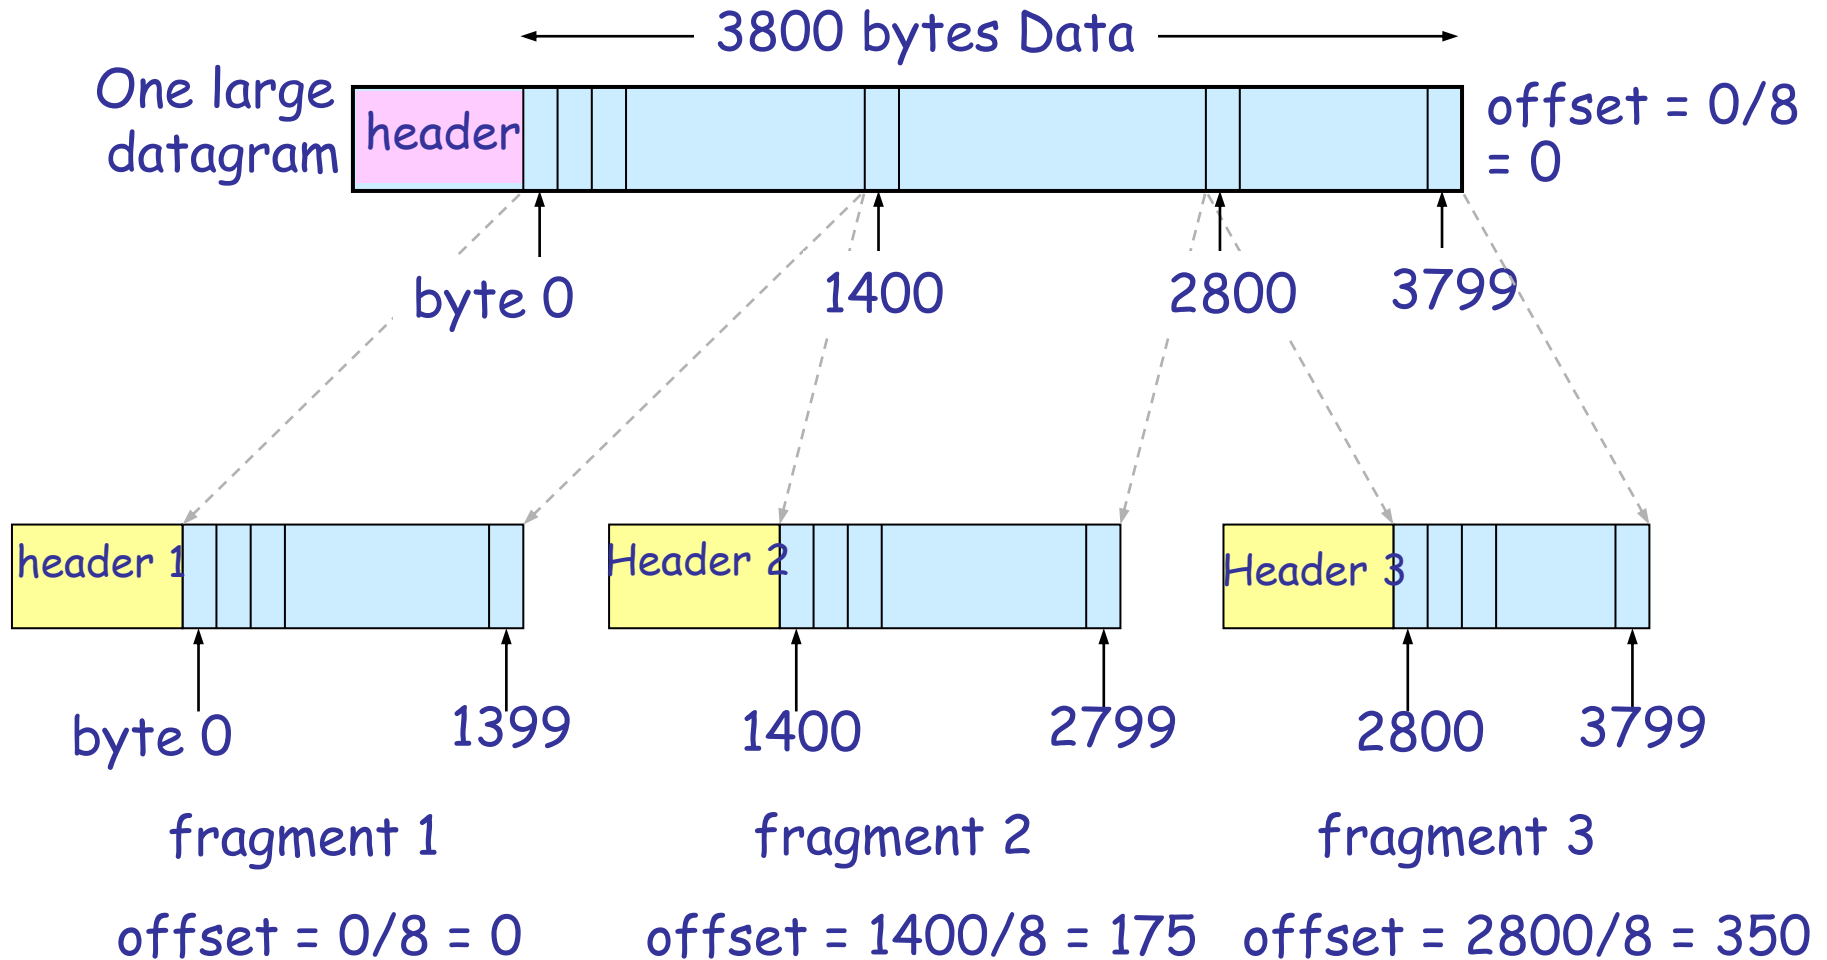 3800 bytes Data
One large
datagram
header
offset = 0/8
= 0
byte 0
1400
2800
3799
header 1
Header 2
Header 3
byte 0
1399
1400
2799
2800
3799
fragment 1
fragment 2
fragment 3
offset = 0/8 = 0
offset = 1400/8 = 175
offset = 2800/8 = 350